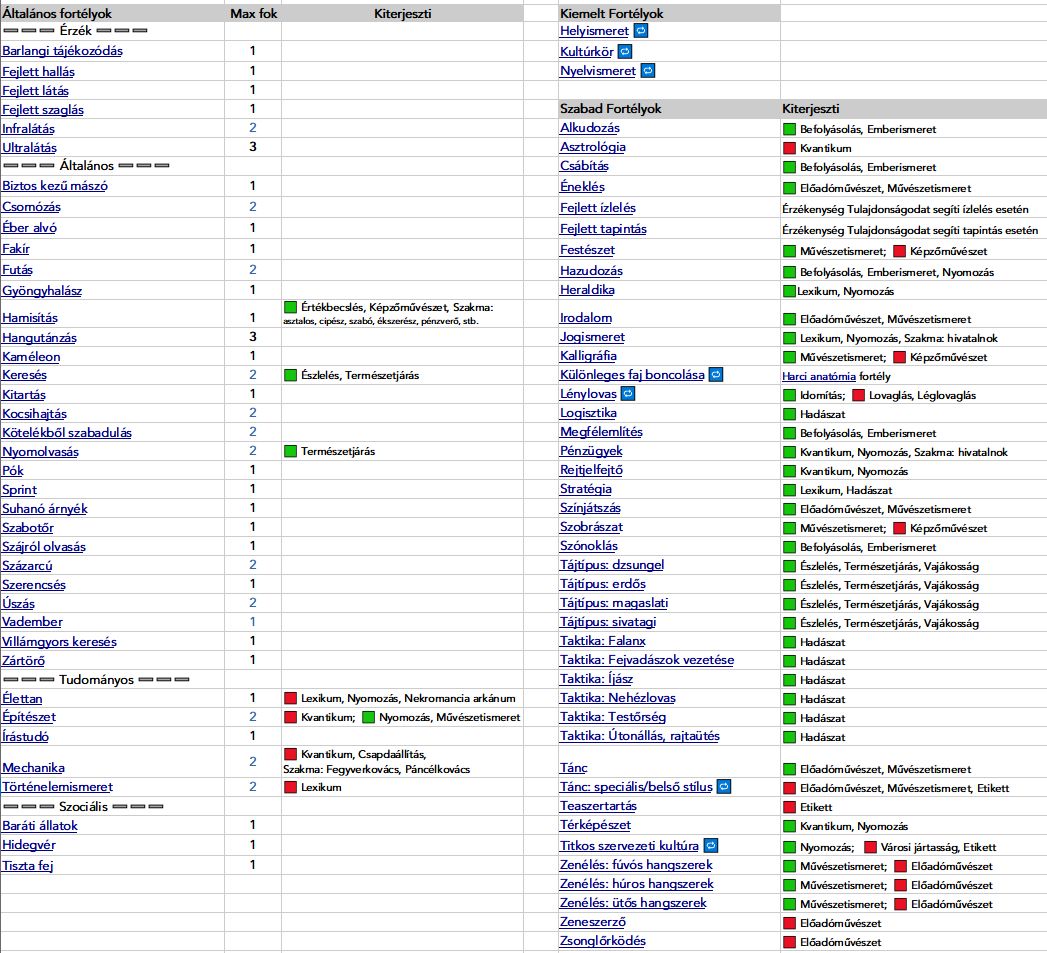 Általános fortélyok Max fok Kiterjeszti
Érzék
Barlangi tájékozódás 1
Fejlett hallás 1
Fejlett látás 1
Fejlett szaglás 1
Infralátás 2
Ultralátás 3
Általános
Biztos kezű mászó 1
Csomózás 2
Éber alvó 1
Fakír 1
Futás 2
Gyöngyhalász 1
Hamisítás 1 Értékbecslés, Képzőművészet, Szakma:
asztalos, cipész, szabó, ékszerész, pénzverő, stb.
Hangutánzás 3
Kaméleon 1
Keresés 2 Észlelés, Természetjárás
Kitartás 1
Kocsihajtás 2
Kötelékből szabadulás 2
Nyomolvasás 2 Természetjárás
Pók 1
Sprint 1
Suhanó árnyék 1
Szabotőr 1
Szájról olvasás 1
Százarcú 2
Szerencsés 1
Úszás 2
Vadember 1
Villámgyors keresés 1
Zártörő 1
Tudományos
Élettan 1 Lexikum, Nyomozás, Nekromancia arkánum
Építészet 2 Kvantikum; Nyomozás, Művészetismeret
Írástudó 1
Mechanika 2 Kvantikum, Csapdaállítás,
Szakma: Fegyverkovács, Páncélkovács
Történelemismeret 2 Lexikum
Szociális
Baráti állatok 1
Hidegvér 1
Tiszta fej 1
Kiemelt Fortélyok
Helyismeret
Kultúrkör
Nyelvismeret
Szabad Fortélyok Kiterjeszti
Alkudozás Befolyásolás, Emberismeret
Asztrológia Kvantikum
Csábítás Befolyásolás, Emberismeret
Éneklés Előadóművészet, Művészetismeret
Fejlett ízlelés Érzékenység Tulajdonságodat segíti ízlelés esetén
Fejlett tapintás Érzékenység Tulajdonságodat segíti tapintás esetén
Festészet Művészetismeret; Képzőművészet
Hazudozás Befolyásolás, Emberismeret, Nyomozás
Heraldika Lexikum, Nyomozás
Irodalom Előadóművészet, Művészetismeret
Jogismeret Lexikum, Nyomozás, Szakma: hivatalnok
Kalligráfia Művészetismeret; Képzőművészet
Különleges faj boncolása Harci anatómia fortély
Lénylovas Idomítás; Lovaglás, Léglovaglás
Logisztika Hadászat
Megfélemlítés Befolyásolás, Emberismeret
Pénzügyek Kvantikum, Nyomozás, Szakma: hivatalnok
Rejtjelfejtő Kvantikum, Nyomozás
Stratégia Lexikum, Hadászat
Színjátszás Előadóművészet, Művészetismeret
Szobrászat Művészetismeret; Képzőművészet
Szónoklás Befolyásolás, Emberismeret
Tájtípus: dzsungel Észlelés, Természetjárás, Vajákosság
Tájtípus: erdős Észlelés, Természetjárás, Vajákosság
Tájtípus: magaslati Észlelés, Természetjárás, Vajákosság
Tájtípus: sivatagi Észlelés, Természetjárás, Vajákosság
Taktika: Falanx Hadászat
Taktika: Fejvadászok vezetése Hadászat
Taktika: Íjász Hadászat
Taktika: Nehézlovas Hadászat
Taktika: Testőrség Hadászat
Taktika: Útonállás, rajtaütés Hadászat
Tánc Előadóművészet, Művészetismeret
Tánc: speciális/belső stílus Előadóművészet, Művészetismeret, Etikett
Teaszertartás Etikett
Térképészet Kvantikum, Nyomozás
Titkos szervezeti kultúra Nyomozás; Városi jártasság, Etikett
Zenélés: fúvós hangszerek Művészetismeret; Előadóművészet
Zenélés: húros hangszerek Művészetismeret; Előadóművészet
Zenélés: ütős hangszerek Művészetismeret; Előadóművészet
Zeneszerző Előadóművészet
Zsonglőrködés Előadóművészet